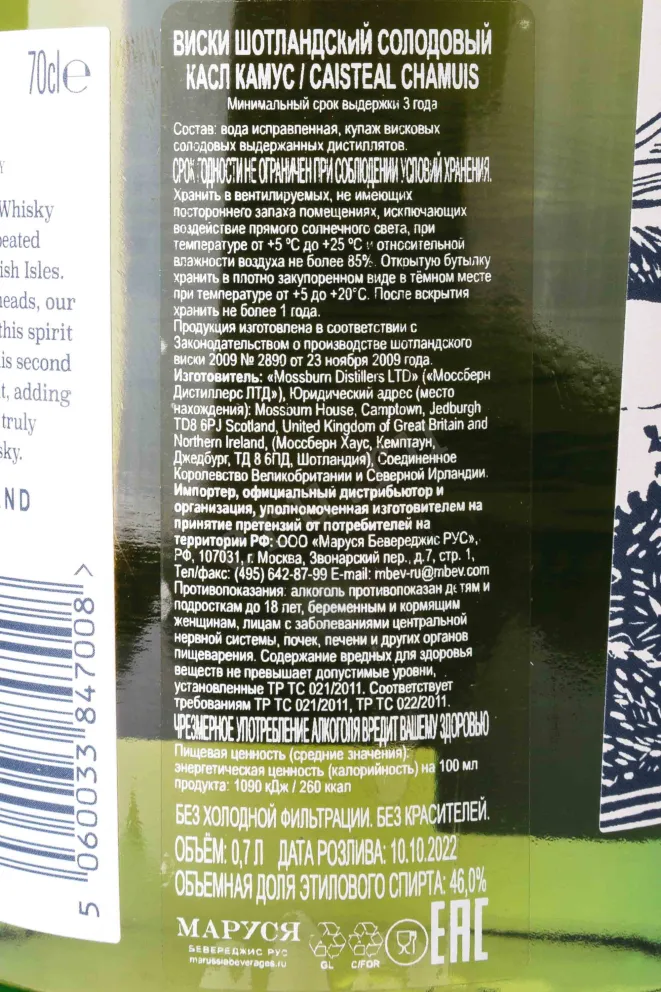 70cl e
Y
Whisky
peated
ish Isles.
heads, our
this spirit
is second
t, adding
truly
sky.
ND
5 060033 847008 >
ВИСКИ ШОТЛАНДСКИЙ СОЛОДОВЫЙ
КАСЛ КАМУС / CAISTEAL CHAMUIS
Минимальный срок выдержки 3 года
Состав: вода исправленная, купаж висковых
солодовых выдержанных дистиллятов.
СРОК ГОДНОСТИ НЕ ОГРАНИЧЕН ПРИ СОБЛЮДЕНИИ УСЛОВИЙ ХРАНЕНИЯ.
Хранить в вентилируемых, не имеющих
постороннего запаха помещениях, исключающих
воздействие прямого солнечного света, при
температуре от +5 ºС до +25 ºС и относительной
влажности воздуха не более 85%. Открытую бутылку
хранить в плотно закупоренном виде в тёмном месте
при температуре от +5 до +20°С. После вскрытия
хранить не более 1 года.
Продукция изготовлена в соответствии с
Законодательством о производстве шотландского
виски 2009 № 2890 от 23 ноября 2009 года.
Изготовитель: «Mossburn Distillers LTD» («Моссберн
Дистиллерс ЛТД»), Юридический адрес (место
нахождения): Mossburn House, Camptown, Jedburgh
TD8 6PJ Scotland, United Kingdom of Great Britain and
Northern Ireland, (Моссберн Хаус, Кемптаун,
Джедбург, ТД 8 6ПД, Шотландия), Соединенное
Королевство Великобритании и Северной Ирландии.
Импортер, официальный дистрибьютор и
организация, уполномоченная изготовителем на
принятие претензий от потребителей на
территории РФ: ООО «Маруся Бевереджис РУС»,
РФ, 107031, г. Москва, Звонарский пер., д.7, стр. 1,
Тел/факс: (495) 642-87-99 E-mail: mbev-ru@mbev.com
Противопоказания: алкоголь противопоказан детям и
подросткам до 18 лет, беременным и кормящим
женщинам, лицам с заболеваниями центральной
нервной системы, почек, печени и других органов
пищеварения. Содержание вредных для здоровья
веществ не превышает допустимые уровни,
установленные ТР ТС 021/2011. Соответствует
требованиям ТР ТС 021/2011, ТР ТС 022/2011.
ЧРЕЗМЕРНОЕ УПОТРЕБЛЕНИЕ АЛКОГОЛЯ ВРЕДИТ ВАШЕМУ ЗДОРОВЬЮ
Пищевая ценность (средние значения):
энергетическая ценность (калорийность) на 100 мл
продукта: 1090 кДж / 260 ккал
БЕЗ ХОЛОДНОЙ ФИЛЬТРАЦИИ. БЕЗ КРАСИТЕЛЕЙ.
ОБЪЁМ: 0,7 Л ДАТА РОЗЛИВА: 10.10.2022
ОБЪЕМНАЯ ДОЛЯ ЭТИЛОВОГО СПИРТА: 46,0%
МАРУСЯ
БЕВЕРЕДЖИС РУС
marussiabeverages.ru
GL C/FOR
EAC